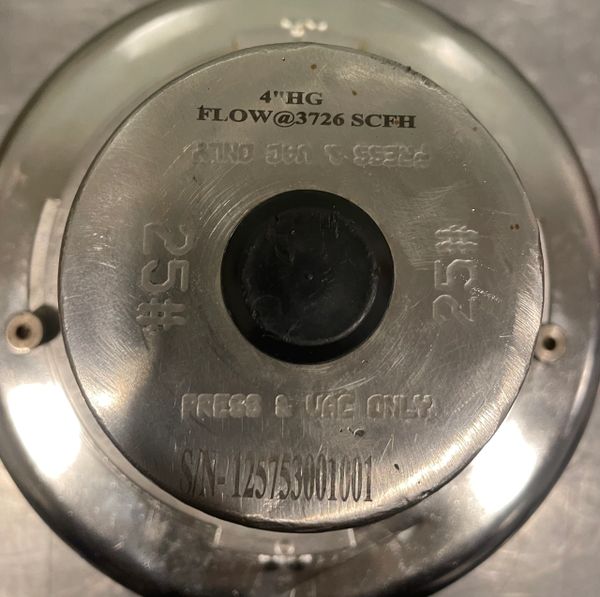 4"HG
FLOW@3726 SCFH
PRESS & VAC ONLY
25#
25#
PRESS & VAC ONLY
S/N- 125753001001